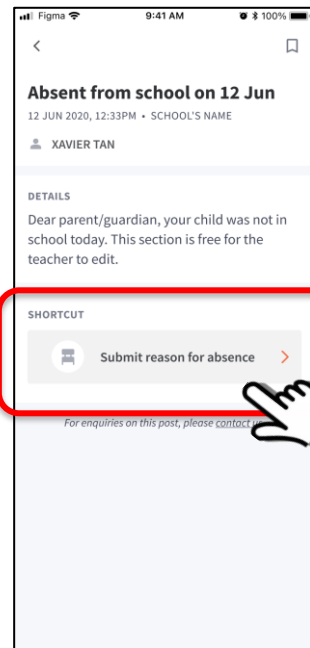 Figma 9:41 AM 100%
Absent from school on 12 Jun
12 JUN 2020, 12:33PM • SCHOOL'S NAME
XAVIER TAN
DETAILS
Dear parent/guardian, your child was not in
school today. This section is free for the
teacher to edit.
SHORTCUT
Submit reason for absence
For enquiries on this post, please contact